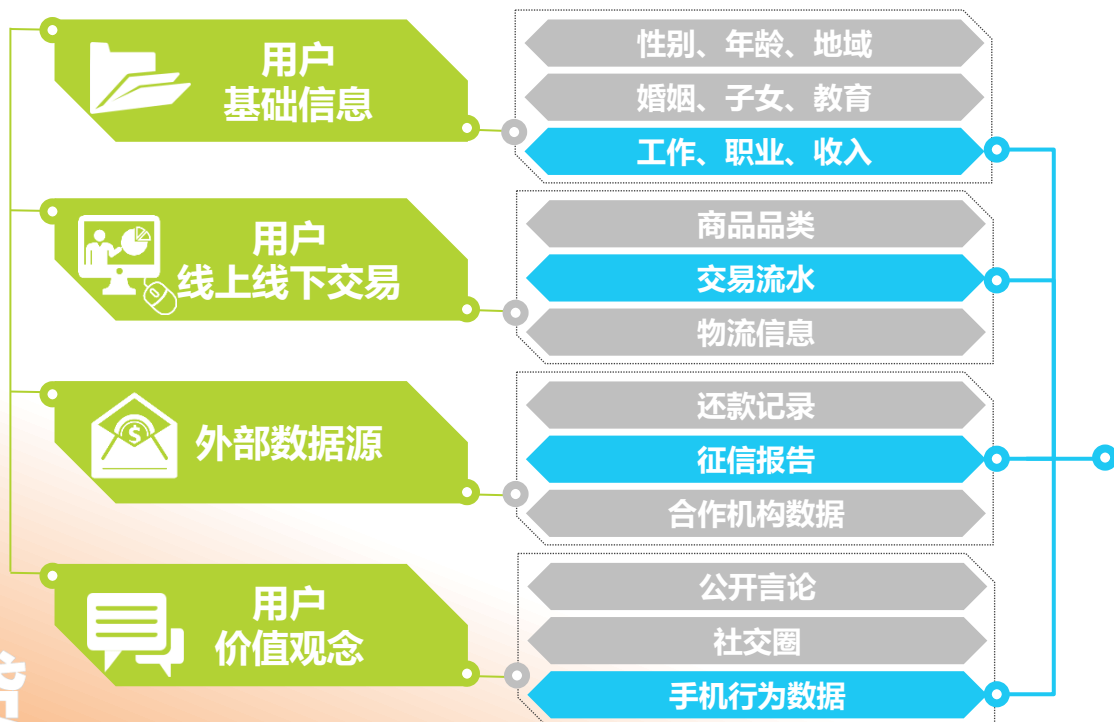 用户
基础信息
性别、年龄、地域
婚姻、子女、教育
工作、职业、收入
用户
线上线下交易
商品品类
交易流水
物流信息
外部数据源
$
还款记录
征信报告
合作机构数据
用户
价值观念
公开言论
社交圈
手机行为数据